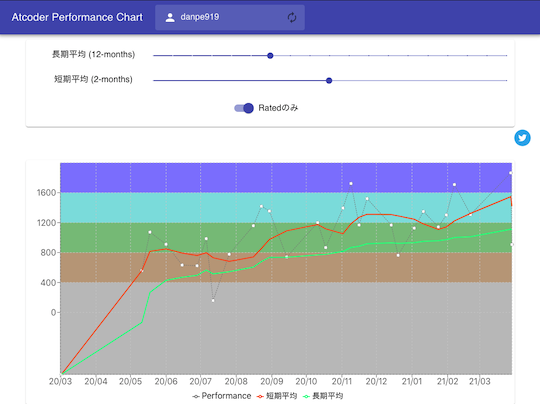 Atcoder Performance Chart
danpe919
長期平均 (12-months)
短期平均 (2-months)
Ratedのみ
1600
1200
800
400
0
20/03 20/04 20/05 20/06 20/07 20/08 20/09 20/10 20/11 20/12 21/01 21/02 21/03
Performance 短期平均 長期平均